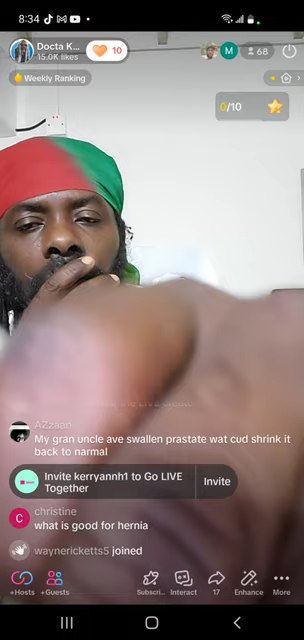 8:34
Docta K...
15.0K likes
10
M
68
Weekly Ranking
0/10
AZzaan
My gran uncle ave swallen prastate wat cud shrink it
back to narmal
Invite kerryannh1 to Go LIVE
Together
Invite
C
christine
what is good for hernia
waynerickettsS joined
+Hosts
+Guests
Subscri...
Interact
17
Enhance
More